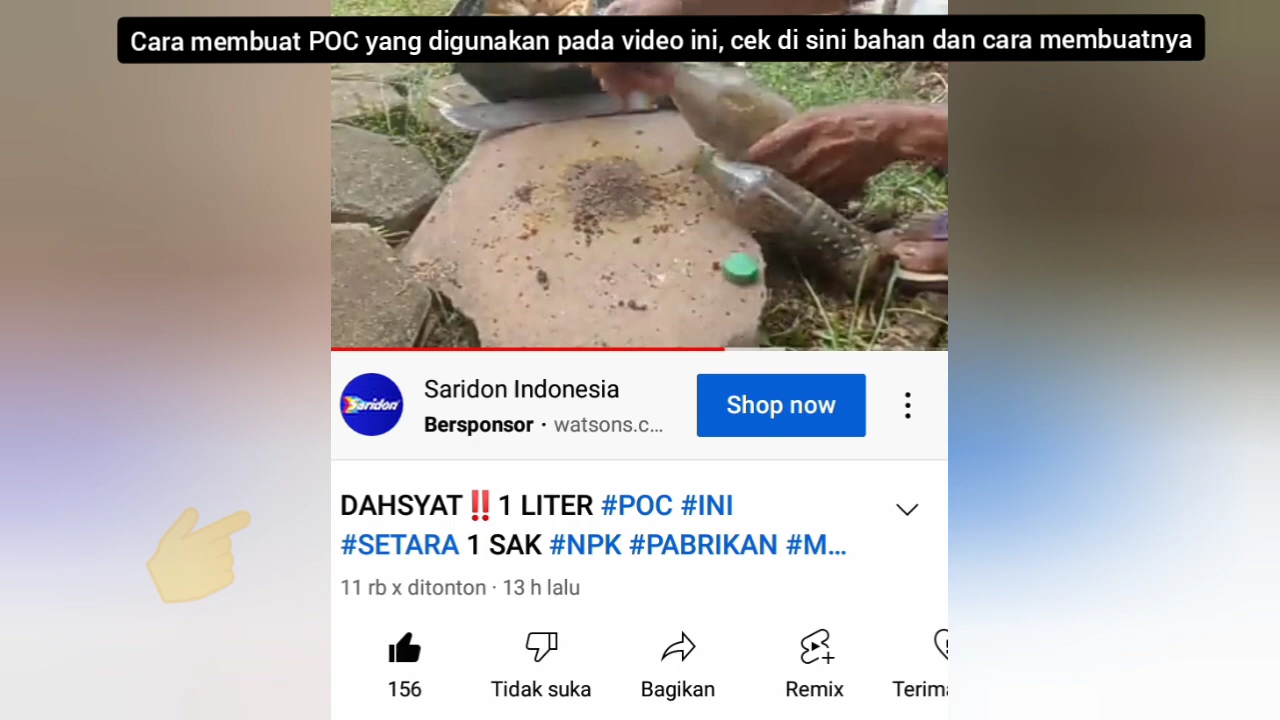 Cara membuat POC yang digunakan pada video ini, cek di sini bahan dan cara membuatnya
Saridon
Saridon Indonesia
Bersponsor · watsons.c...
Shop now
DAHSYAT‼️1 LITER #POC #INI
#SETARA 1 SAK #NPK #PABRIKAN #M...
11 rb x ditonton · 13 h lalu
156
Tidak suka
Bagikan
Remix
Terima